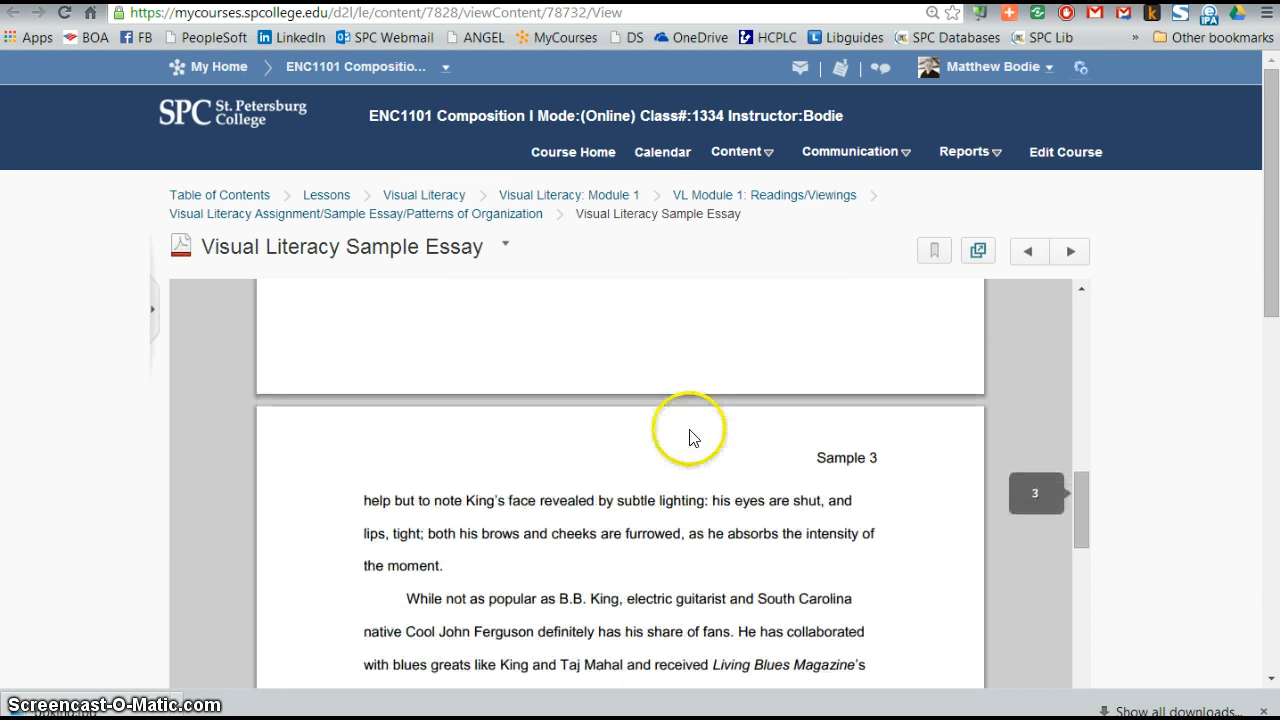 https://mycourses.spcollege.edu/d2l/le/content/7828/viewContent/78732/View
Apps BOA FB PeopleSoft LinkedIn SPC Webmail ANGEL MyCourses DS OneDrive HCPLC Libguides SPC Databases SPC Lib » Other bookmarks
My Home ENC1101 Compositio... Matthew Bodie
SPC St. Petersburg College
ENC1101 Composition I Mode:(Online) Class#:1334 Instructor:Bodie
Course Home Calendar Content Communication Reports Edit Course
Table of Contents Lessons Visual Literacy Visual Literacy: Module 1 VL Module 1: Readings/Viewings
Visual Literacy Assignment/Sample Essay/Patterns of Organization Visual Literacy Sample Essay
Visual Literacy Sample Essay
Sample 3
3
help but to note King's face revealed by subtle lighting: his eyes are shut, and
lips, tight; both his brows and cheeks are furrowed, as he absorbs the intensity of
the moment.
While not as popular as B.B. King, electric guitarist and South Carolina
native Cool John Ferguson definitely has his share of fans. He has collaborated
with blues greats like King and Taj Mahal and received Living Blues Magazine's
Screencast-O-Matic.com
Show all downloads...